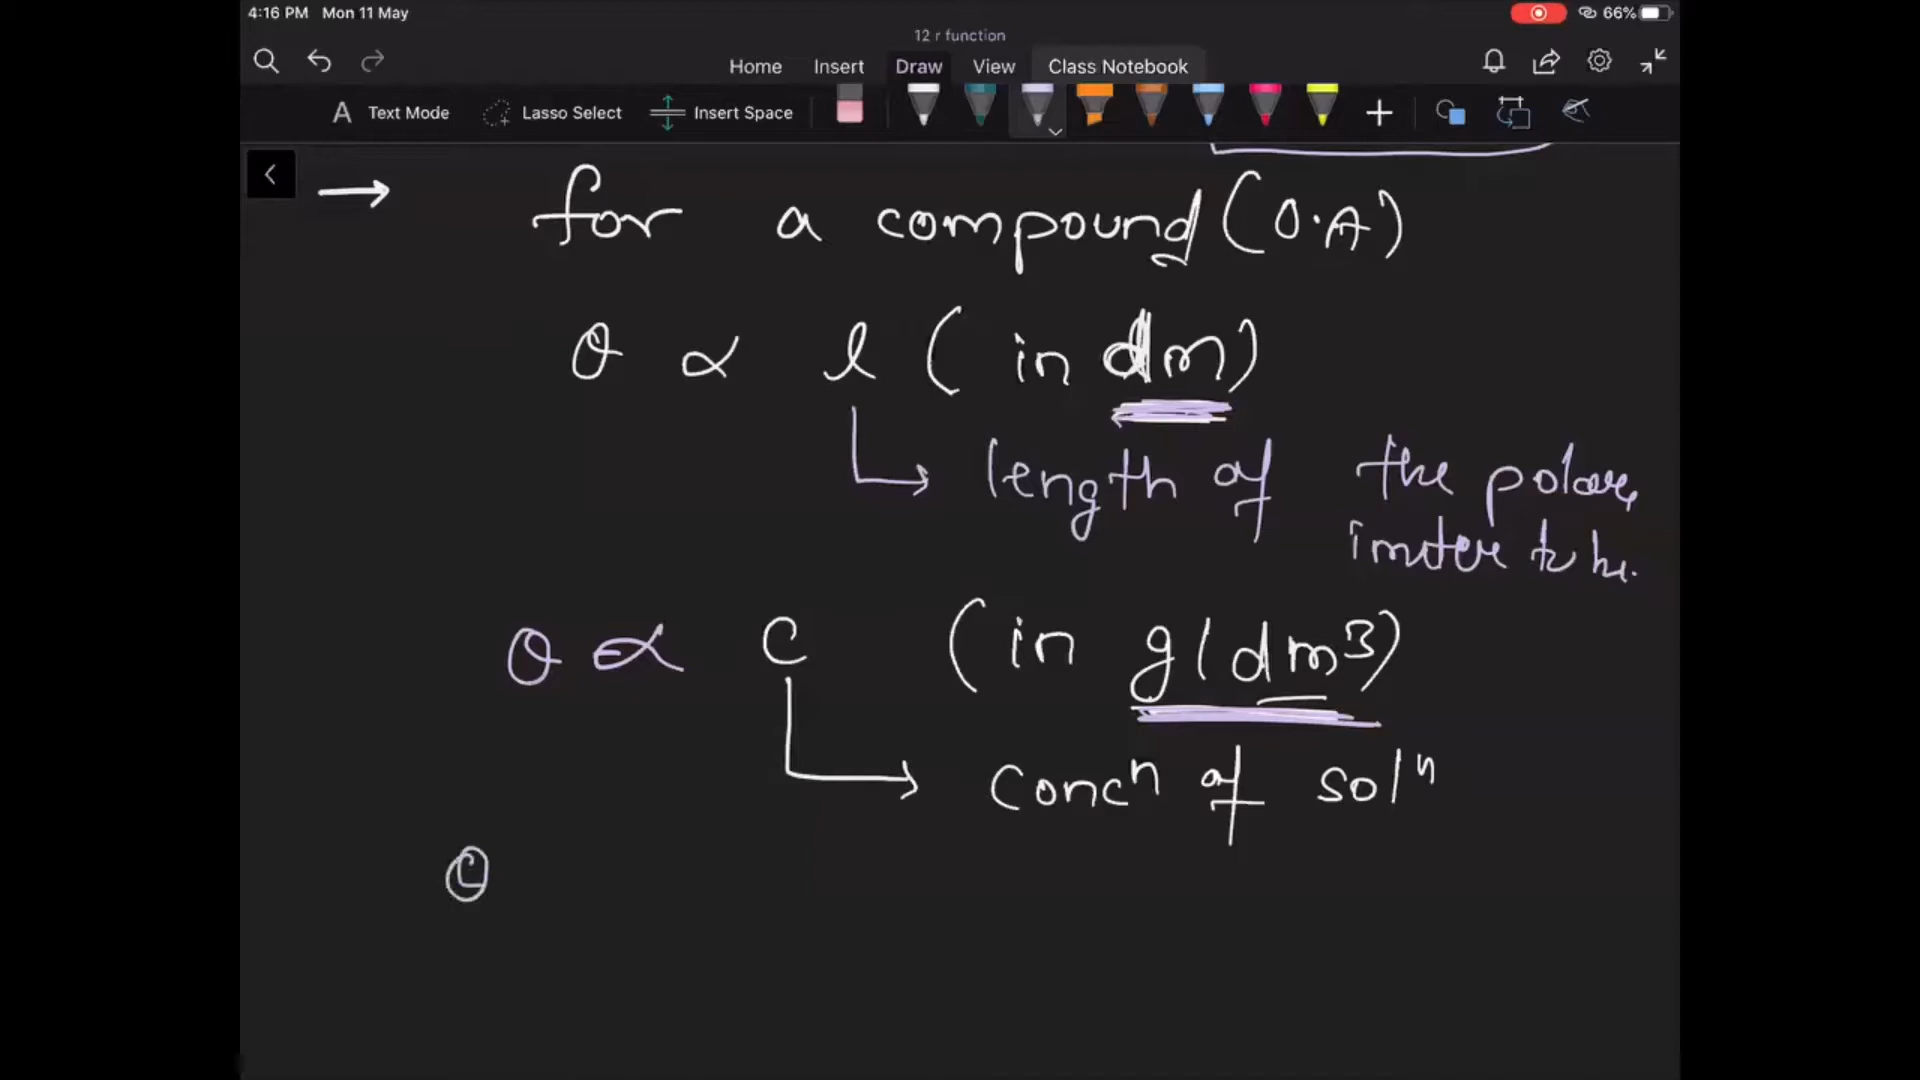 4:16 PM Mon 11 May
66%
12 r function
Home Insert Draw View Class Notebook
A Text Mode Lasso Select Insert Space
→ for a compound (O.A)
θ ∝ l (in dm)
length of the polar
imeter tube
θ ∝ C (in g/dm³)
Concⁿ of solⁿ
θ